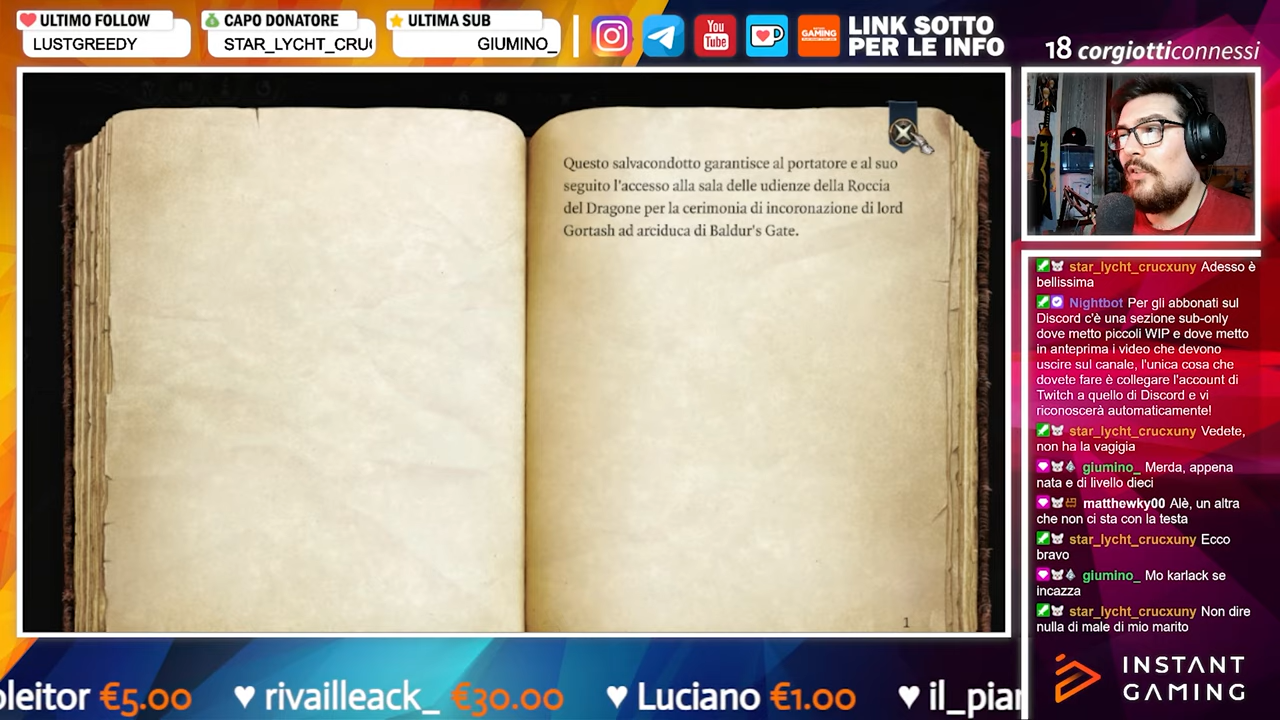 ULTIMO FOLLOW
LUSTGREEDY
CAPO DONATORE
STAR_LYCHT_CRUC
ULTIMA SUB
GIUMINO_
You
Tube
GAMING
LINK SOTTO
PER LE INFO
18 corgiotticonnessi
Questo salvacondotto garantisce al portatore e al suo
seguito l'accesso alla sala delle udienze della Roccia
del Dragone per la cerimonia di incoronazione di lord
Gortash ad arciduca di Baldur's Gate.
1
star_lycht_crucxuny Adesso è
bellissima
Nightbot Per gli abbonati sul
Discord c'è una sezione sub-only
dove metto piccoli WIP e dove metto
in anteprima i video che devono
uscire sul canale, l'unica cosa che
dovete fare è collegare l'account di
Twitch a quello di Discord e vi
riconoscerà automaticamente!
star_lycht_crucxuny Vedete,
non ha la vagigia
giumino_ Merda, appena
nata e di livello dieci
matthewky00 Alè, un altra
che non ci sta con la testa
star_lycht_crucxuny Ecco
bravo
giumino_ Mo karlack se
incazza
star_lycht_crucxuny Non dire
nulla di male di mio marito
INSTANT
GAMING
oleitor €5.00 ♥ rivailleack_ €30.00 ♥ Luciano €1.00 ♥ il_pian